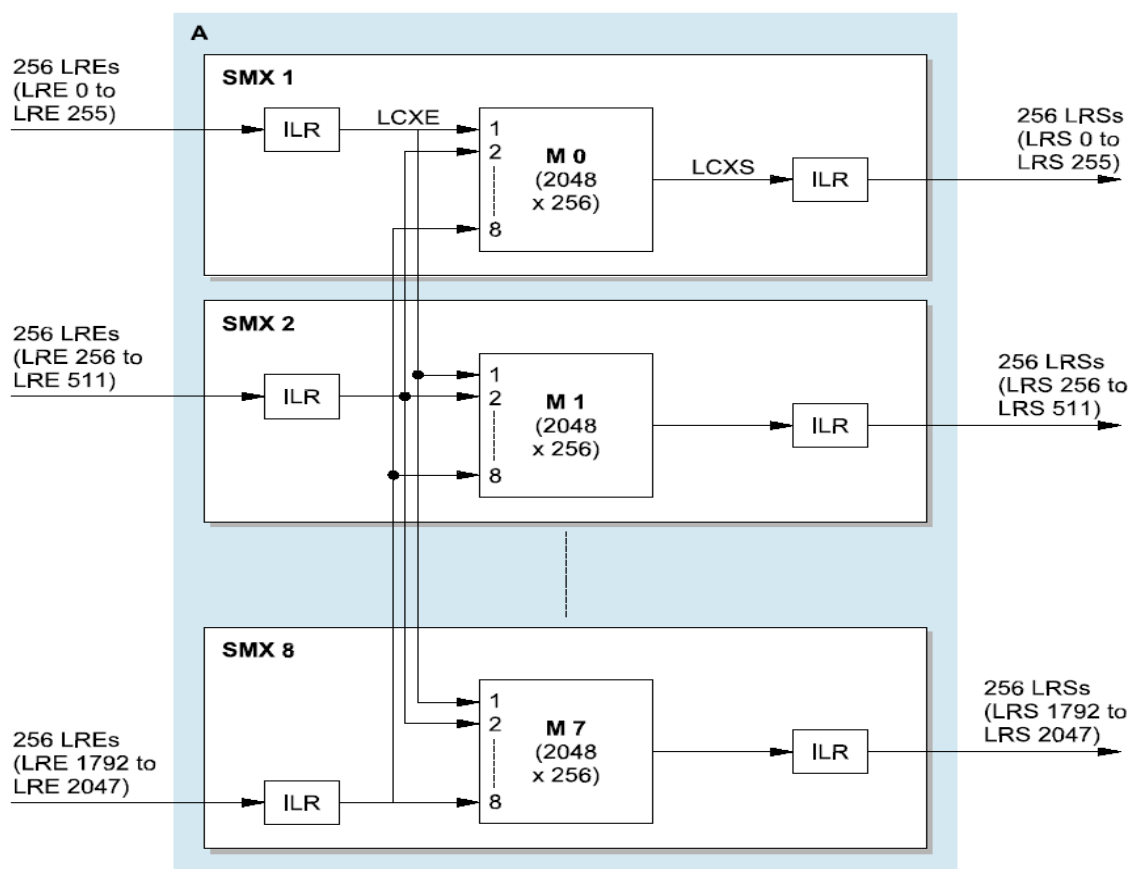 A
256 LREs
(LRE 0 to
LRE 255)
SMX 1
ILR
LCXE
1
2
8
M 0
(2048
x 256)
LCXS
ILR
256 LRSs
(LRS 0 to
LRS 255)
256 LREs
(LRE 256 to
LRE 511)
SMX 2
ILR
1
2
8
M 1
(2048
x 256)
ILR
256 LRSs
(LRS 256 to
LRS 511)
256 LREs
(LRE 1792 to
LRE 2047)
SMX 8
ILR
1
2
8
M 7
(2048
x 256)
ILR
256 LRSs
(LRS 1792 to
LRS 2047)